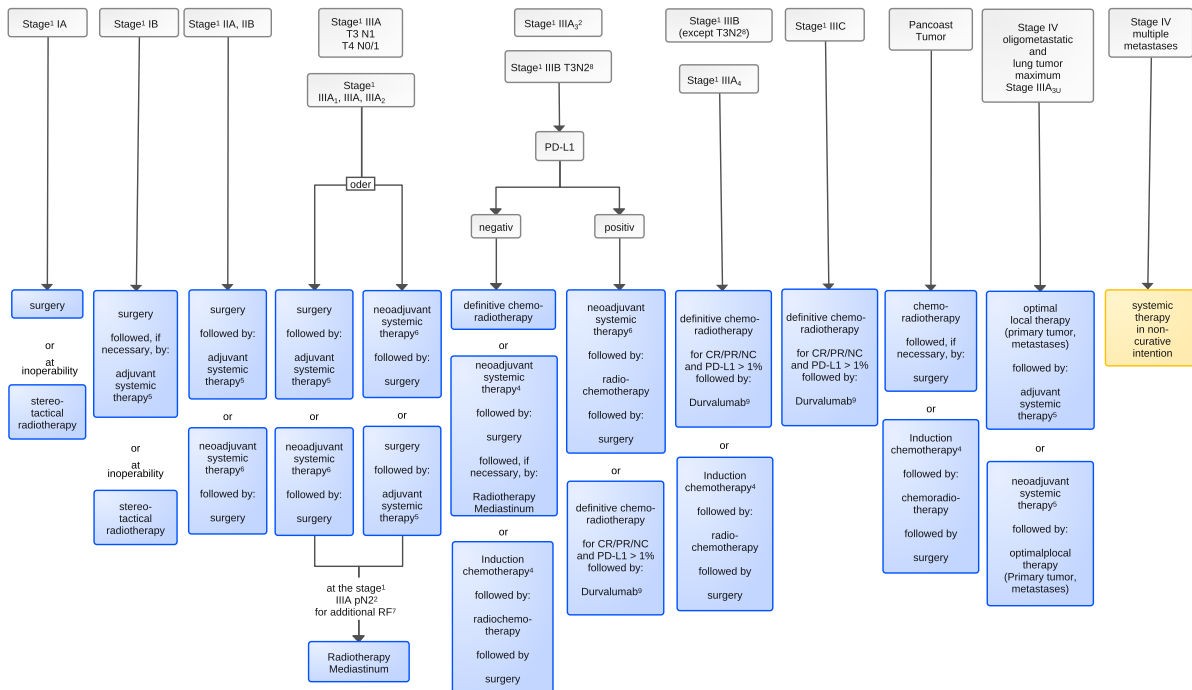 Stage¹ IA
Stage¹ IB
Stage¹ IIA, IIB
Stage¹ IIIA
T3 N1
T4 N0/1
Stage¹
IIIA₁, IIIA, IIIA₂
Stage¹ IIIA₃²
Stage¹ IIIB T3N2⁸
Stage¹ IIIB
(except T3N2⁸)
Stage¹ IIIA₄
Stage¹ IIIC
Pancoast
Tumor
Stage IV
oligometastatic
and
lung tumor
maximum
Stage IIIA₃ᵤ
Stage IV
multiple
metastases
PD-L1
oder
negativ
positiv
surgery
or
at
inoperability
stereo-
tactical
radiotherapy
surgery
followed, if
necessary, by:
adjuvant
systemic
therapy⁵
or
at
inoperability
stereo-
tactical
radiotherapy
surgery
followed by:
adjuvant
systemic
therapy⁵
or
neoadjuvant
systemic
therapy⁶
followed by:
surgery
surgery
followed by:
adjuvant
systemic
therapy⁵
or
neoadjuvant
systemic
therapy⁶
followed by:
surgery
neoadjuvant
systemic
therapy⁶
followed by:
surgery
or
surgery
followed by:
adjuvant
systemic
therapy⁵
at the stage¹
IIIA pN2²
for additional RF⁷
Radiotherapy
Mediastinum
definitive chemo-
radiotherapy
or
neoadjuvant
systemic
therapy⁴
followed by:
surgery
followed, if
necessary, by:
Radiotherapy
Mediastinum
or
Induction
chemotherapy⁴
followed by:
radiochemo-
therapy
followed by
surgery
neoadjuvant
systemic
therapy⁶
followed by:
radio-
chemotherapy
followed by:
surgery
or
definitive chemo-
radiotherapy
for CR/PR/NC
and PD-L1 > 1%
followed by:
Durvalumab⁹
definitive chemo-
radiotherapy
for CR/PR/NC
and PD-L1 > 1%
followed by:
Durvalumab⁹
or
Induction
chemotherapy⁴
followed by:
radio-
chemotherapy
followed by
surgery
definitive chemo-
radiotherapy
for CR/PR/NC
and PD-L1 > 1%
followed by:
Durvalumab⁹
chemo-
radiotherapy
followed, if
necessary, by:
surgery
or
Induction
chemotherapy⁴
followed by:
chemoradio-
therapy
followed by
surgery
optimal
local therapy
(primary tumor,
metastases)
followed by:
adjuvant
systemic
therapy⁵
or
neoadjuvant
systemic
therapy⁵
followed by:
optimalplocal
therapy
(Primary tumor,
metastases)
systemic
therapy
in non-
curative
intention